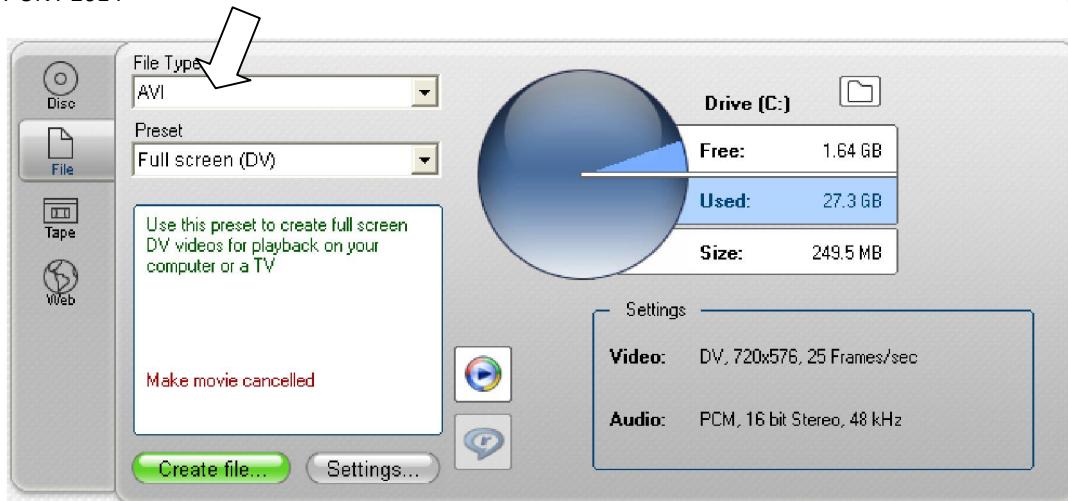 Disc
File
Tape
Web
File Type
AVI
Preset
Full screen (DV)
Use this preset to create full screen
DV videos for playback on your
computer or a TV
Make movie cancelled
Create file...
Settings...
Drive (C:)
Free: 1.64 GB
Used: 27.3 GB
Size: 249.5 MB
Settings
Video: DV, 720x576, 25 Frames/sec
Audio: PCM, 16 bit Stereo, 48 kHz